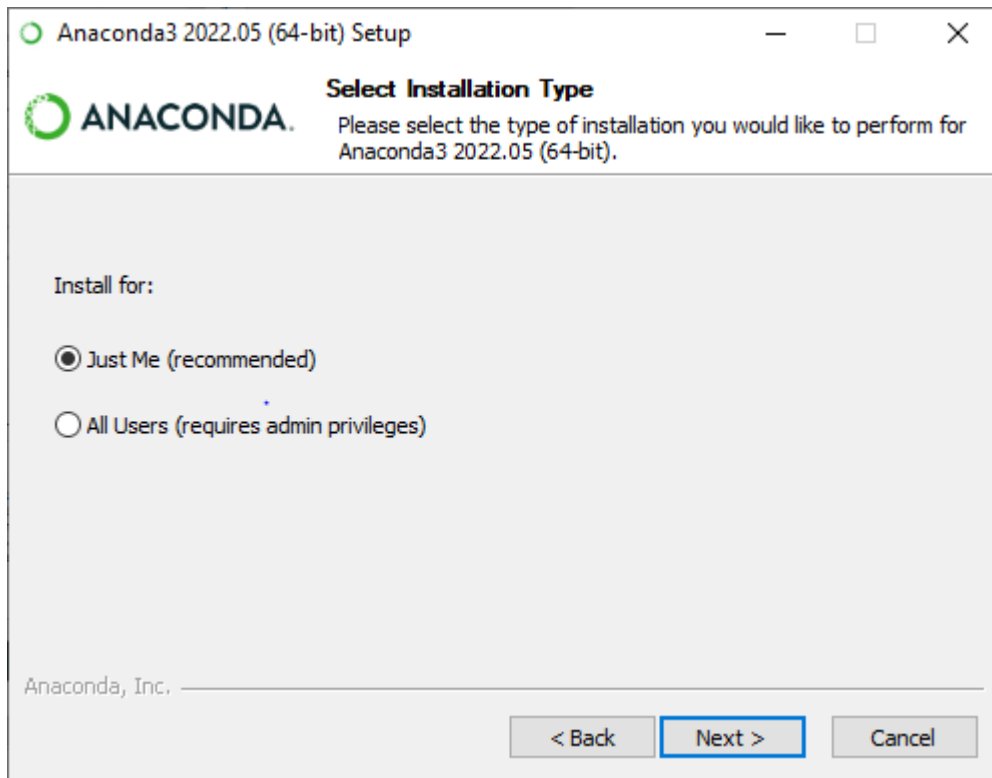 Anaconda3 2022.05 (64-bit) Setup
ANACONDA.
Select Installation Type
Please select the type of installation you would like to perform for
Anaconda3 2022.05 (64-bit).
Install for:
Just Me (recommended)
All Users (requires admin privileges)
Anaconda, Inc.
< Back
Next >
Cancel